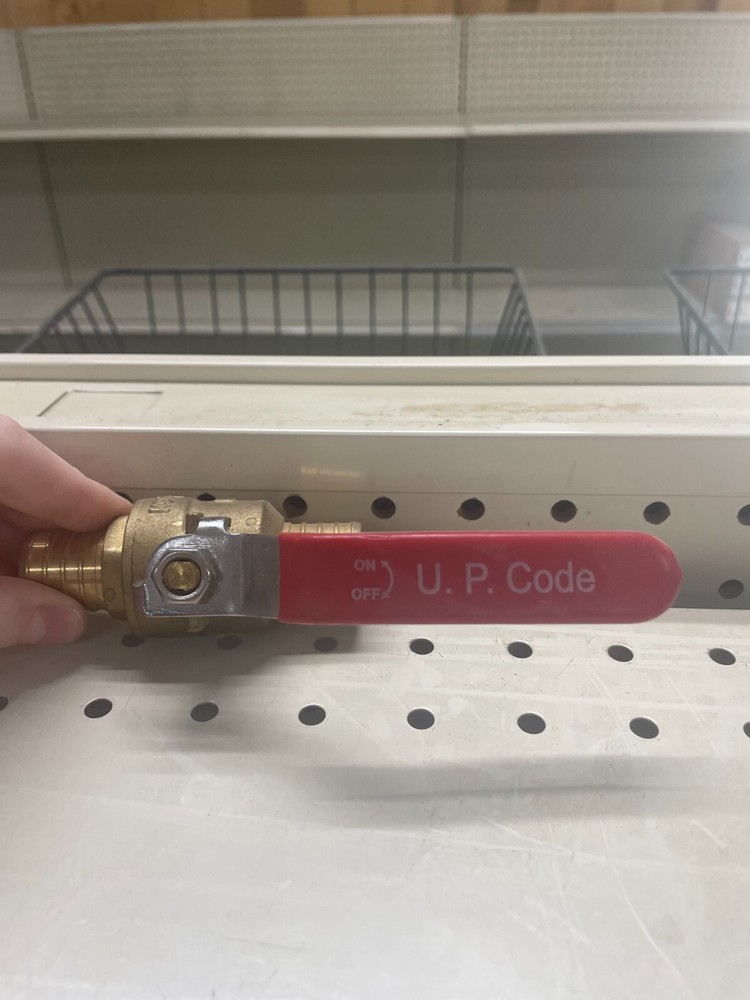 ON
OFF
U. P. Code